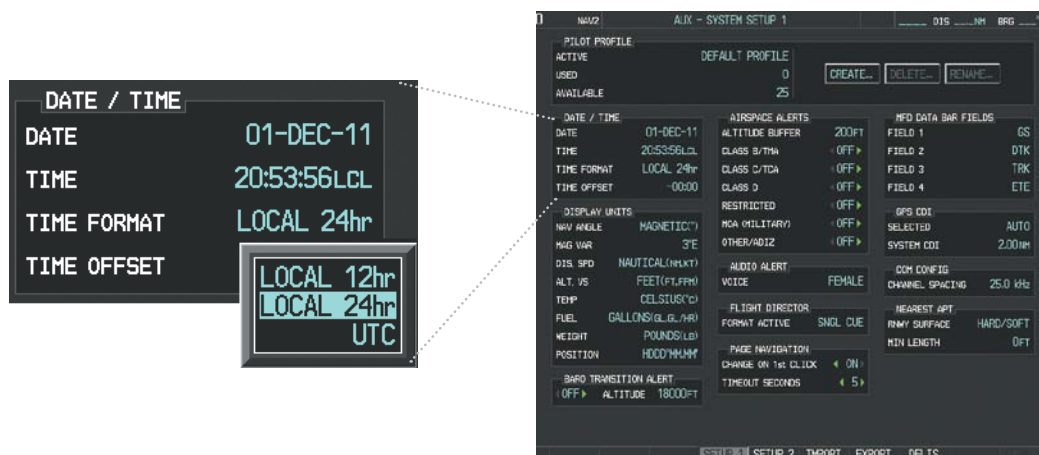 DATE / TIME
DATE 01-DEC-11
TIME 20:53:56LCL
TIME FORMAT LOCAL 24hr
TIME OFFSET
LOCAL 12hr
LOCAL 24hr
UTC
NAV2 AUX - SYSTEM SETUP 1 ____ DIS ____NM BRG ____
PILOT PROFILE
ACTIVE DEFAULT PROFILE
USED 0
AVAILABLE 25
CREATE... DELETE... RENAME...
DATE / TIME
DATE 01-DEC-11
TIME 20:53:56LCL
TIME FORMAT LOCAL 24hr
TIME OFFSET -00:00
DISPLAY UNITS
NAV ANGLE MAGNETIC(°)
MAG VAR 3°E
DIS, SPD NAUTICAL(NM,KT)
ALT, VS FEET(FT,FPM)
TEMP CELSIUS(°C)
FUEL GALLONS(GL,GL/HR)
WEIGHT POUNDS(LB)
POSITION HDDD°MM.MM'
BARO TRANSITION ALERT
OFF ALTITUDE 18000FT
AIRSPACE ALERTS
ALTITUDE BUFFER 200FT
CLASS B/TMA OFF
CLASS C/TCA OFF
CLASS D OFF
RESTRICTED OFF
MOA (MILITARY) OFF
OTHER/ADIZ OFF
AUDIO ALERT
VOICE FEMALE
FLIGHT DIRECTOR
FORMAT ACTIVE SNGL CUE
PAGE NAVIGATION
CHANGE ON 1st CLICK ON
TIMEOUT SECONDS 5
MFD DATA BAR FIELDS
FIELD 1 GS
FIELD 2 DTK
FIELD 3 TRK
FIELD 4 ETE
GPS CDI
SELECTED AUTO
SYSTEM CDI 2.00NM
COM CONFIG
CHANNEL SPACING 25.0 kHz
NEAREST APT
RNWY SURFACE HARD/SOFT
MIN LENGTH 0FT
SETUP 1 SETUP 2 IMPORT EXPORT